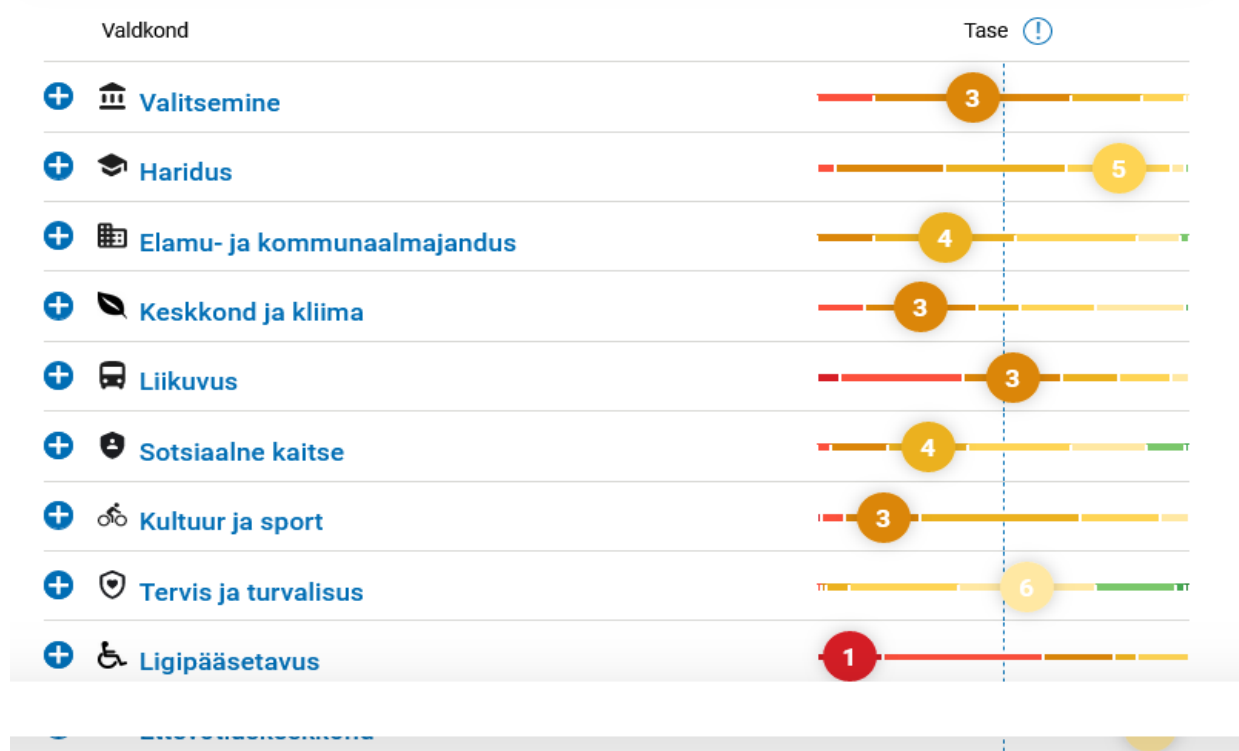 Valdkond Tase !
Valitsemine 3
Haridus 5
Elamu- ja kommunaalmajandus 4
Keskkond ja kliima 3
Liikuvus 3
Sotsiaalne kaitse 4
Kultuur ja sport 3
Tervis ja turvalisus 6
Ligipääsetavus 1